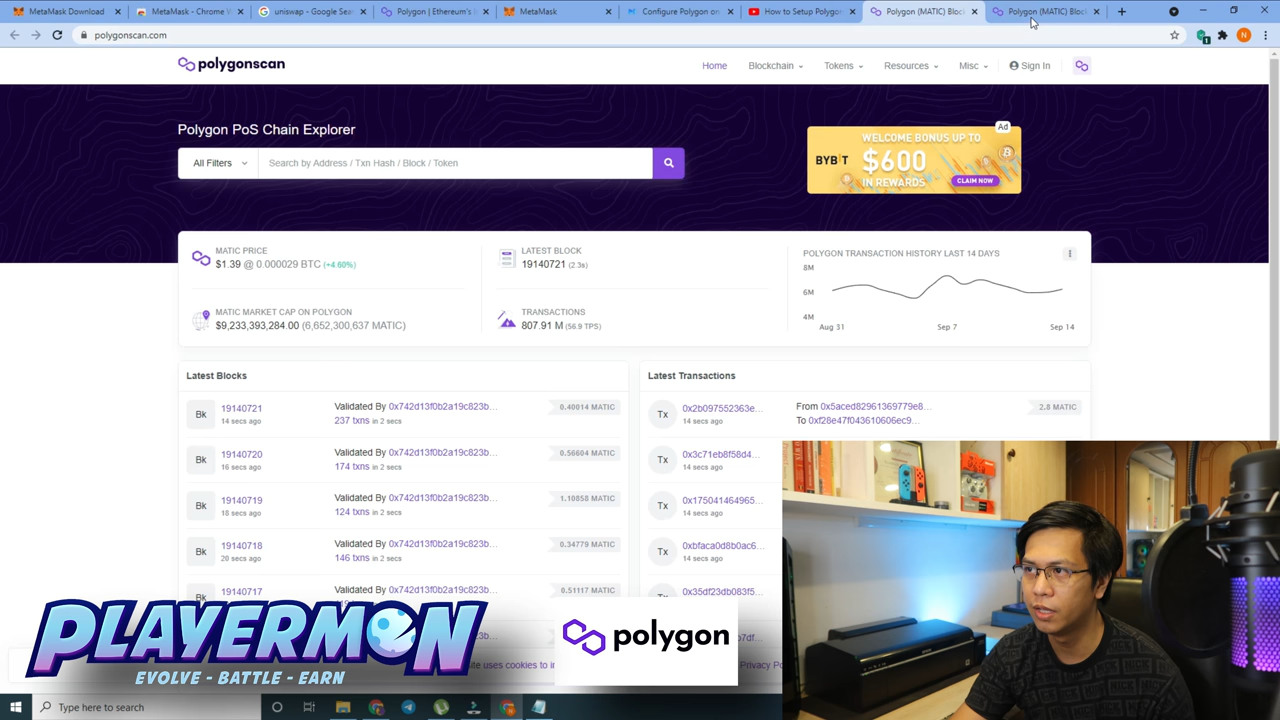 MetaMask Download
MetaMask - Chrome W
uniswap - Google Sea
Polygon | Ethereum's
MetaMask
Configure Polygon on
How to Setup Polygon
Polygon (MATIC) Block
Polygon (MATIC) Block
polygonscan.com
1
N
polygonscan
Home
Blockchain
Tokens
Resources
Misc
Sign In
Polygon PoS Chain Explorer
All Filters
Search by Address / Txn Hash / Block / Token
Ad
WELCOME BONUS UP TO
BYBIT
$600
IN REWARDS
CLAIM NOW
MATIC PRICE
$1.39 @ 0.000029 BTC (+4.60%)
LATEST BLOCK
19140721 (2.3s)
MATIC MARKET CAP ON POLYGON
$9,233,393,284.00 (6,652,300,637 MATIC)
TRANSACTIONS
807.91 M (56.9 TPS)
POLYGON TRANSACTION HISTORY LAST 14 DAYS
8M
6M
4M
Aug 31
Sep 7
Sep 14
Latest Blocks
Bk
19140721
14 secs ago
Validated By 0x742d13f0b2a19c823b...
237 txns in 2 secs
0.40014 MATIC
Bk
19140720
16 secs ago
Validated By 0x742d13f0b2a19c823b...
174 txns in 2 secs
0.56604 MATIC
Bk
19140719
18 secs ago
Validated By 0x742d13f0b2a19c823b...
124 txns in 2 secs
1.10858 MATIC
Bk
19140718
20 secs ago
Validated By 0x742d13f0b2a19c823b...
146 txns in 2 secs
0.34779 MATIC
Bk
19140717
Validated By 0x742d13f0b2a19c823b...
0.51117 MATIC
Latest Transactions
Tx
0x2b097552363e...
14 secs ago
From 0x5aced82961369779e8...
To 0xf28e47f043610606ec9...
2.8 MATIC
Tx
0x3c71eb8f58d4...
14 secs ago
Tx
0x175041464965...
14 secs ago
Tx
0xbfaca0d8b0ac6...
14 secs ago
Tx
0x35df23db083f5...
site uses cookies to
Privacy Po
PLAYERMON
EVOLVE - BATTLE - EARN
polygon
Type here to search